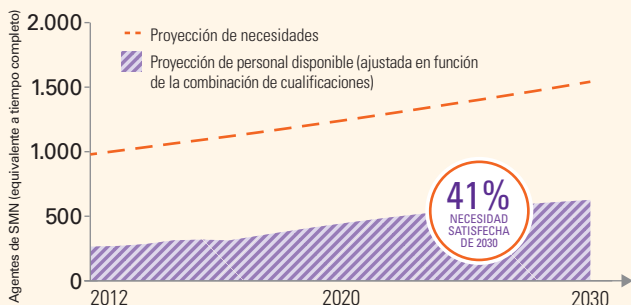 Agentes de SMN (equivalente a tiempo completo)
2.000
1.500
1.000
500
0
Proyección de necesidades
Proyección de personal disponible (ajustada en función
de la combinación de cualificaciones)
41%
NECESIDAD
SATISFECHA
DE 2030
2012
2020
2030